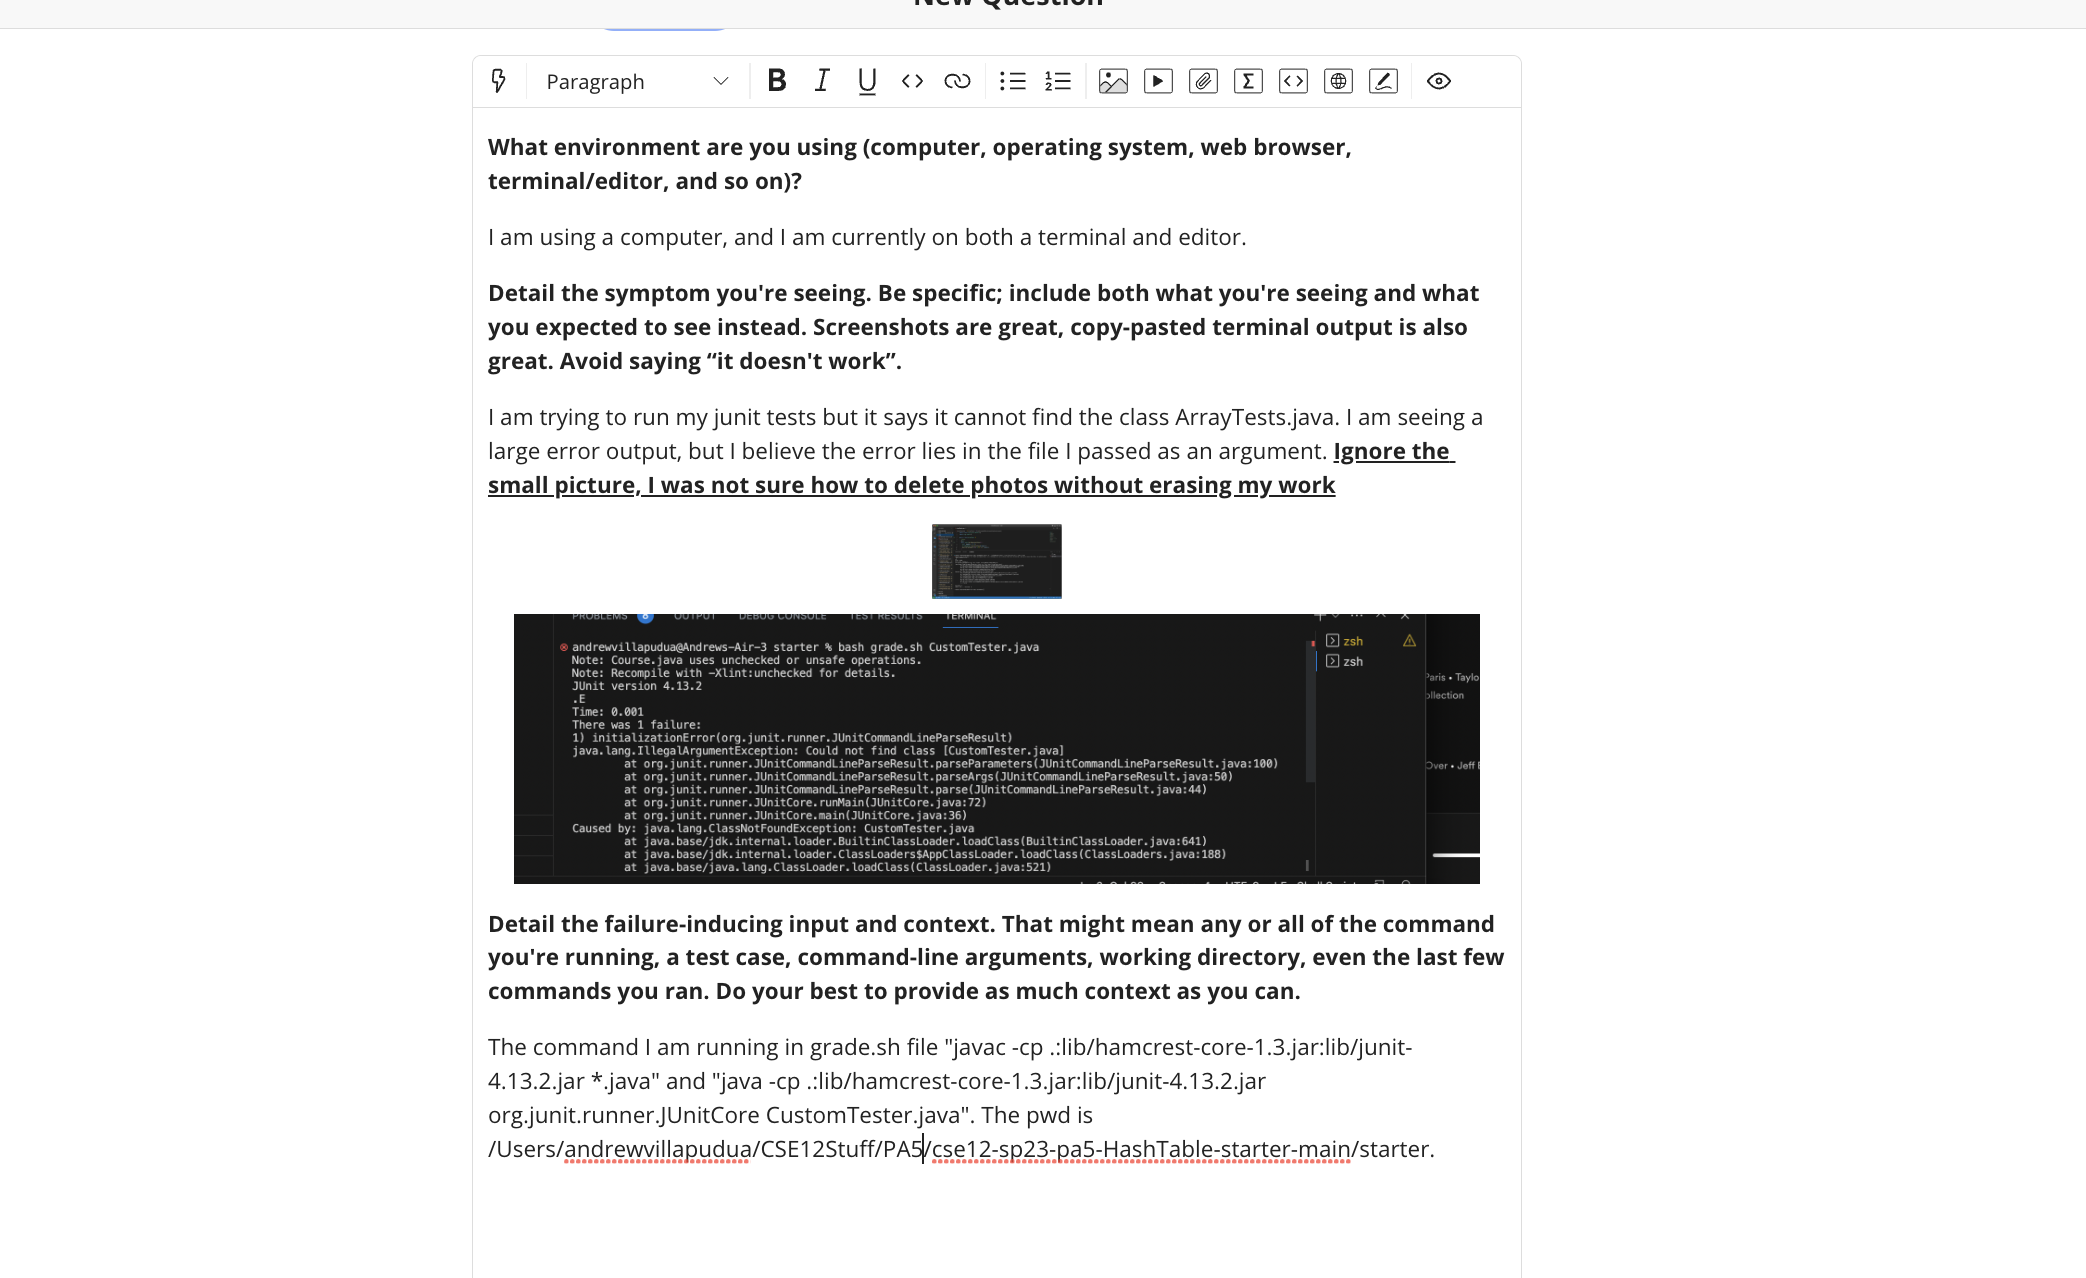 New Question
Paragraph
What environment are you using (computer, operating system, web browser,
terminal/editor, and so on)?
I am using a computer, and I am currently on both a terminal and editor.
Detail the symptom you're seeing. Be specific; include both what you're seeing and what
you expected to see instead. Screenshots are great, copy-pasted terminal output is also
great. Avoid saying “it doesn't work”.
I am trying to run my junit tests but it says it cannot find the class ArrayTests.java. I am seeing a
large error output, but I believe the error lies in the file I passed as an argument. Ignore the
small picture, I was not sure how to delete photos without erasing my work
PROBLEMS 8 OUTPUT DEBUG CONSOLE TEST RESULTS TERMINAL
andrewvillapudua@Andrews-Air-3 starter % bash grade.sh CustomTester.java
Note: Course.java uses unchecked or unsafe operations.
Note: Recompile with -Xlint:unchecked for details.
JUnit version 4.13.2
.E
Time: 0.001
There was 1 failure:
1) initializationError(org.junit.runner.JUnitCommandLineParseResult)
java.lang.IllegalArgumentException: Could not find class [CustomTester.java]
at org.junit.runner.JUnitCommandLineParseResult.parseParameters(JUnitCommandLineParseResult.java:100)
at org.junit.runner.JUnitCommandLineParseResult.parseArgs(JUnitCommandLineParseResult.java:50)
at org.junit.runner.JUnitCommandLineParseResult.parse(JUnitCommandLineParseResult.java:44)
at org.junit.runner.JUnitCore.runMain(JUnitCore.java:72)
at org.junit.runner.JUnitCore.main(JUnitCore.java:36)
Caused by: java.lang.ClassNotFoundException: CustomTester.java
at java.base/jdk.internal.loader.BuiltinClassLoader.loadClass(BuiltinClassLoader.java:641)
at java.base/jdk.internal.loader.ClassLoaders$AppClassLoader.loadClass(ClassLoaders.java:188)
at java.base/java.lang.ClassLoader.loadClass(ClassLoader.java:521)
zsh
zsh
Paris • Taylo
ollection
Over • Jeff
Detail the failure-inducing input and context. That might mean any or all of the command
you're running, a test case, command-line arguments, working directory, even the last few
commands you ran. Do your best to provide as much context as you can.
The command I am running in grade.sh file "javac -cp .:lib/hamcrest-core-1.3.jar:lib/junit-
4.13.2.jar *.java" and "java -cp .:lib/hamcrest-core-1.3.jar:lib/junit-4.13.2.jar
org.junit.runner.JUnitCore CustomTester.java". The pwd is
/Users/andrewvillapudua/CSE12Stuff/PA5/cse12-sp23-pa5-HashTable-starter-main/starter.